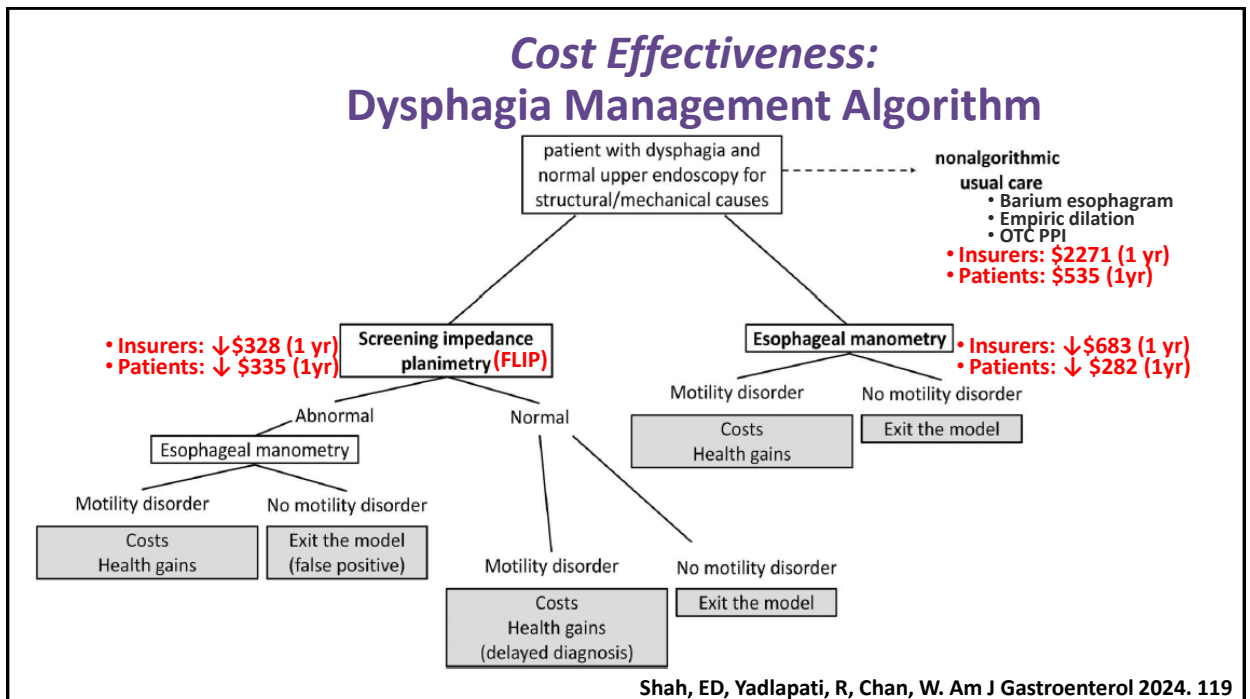 Cost Effectiveness:
Dysphagia Management Algorithm
patient with dysphagia and
normal upper endoscopy for
structural/mechanical causes
nonalgorithmic
usual care
• Barium esophagram
• Empiric dilation
• OTC PPI
• Insurers: $2271 (1 yr)
• Patients: $535 (1yr)
• Insurers: ↓$328 (1 yr)
• Patients: ↓ $335 (1yr)
Screening impedance
planimetry (FLIP)
Esophageal manometry
• Insurers: ↓$683 (1 yr)
• Patients: ↓ $282 (1yr)
Motility disorder
No motility disorder
Costs
Health gains
Exit the model
Abnormal
Normal
Esophageal manometry
Motility disorder
No motility disorder
Costs
Health gains
Exit the model
(false positive)
Motility disorder
No motility disorder
Costs
Health gains
(delayed diagnosis)
Exit the model
Shah, ED, Yadlapati, R, Chan, W. Am J Gastroenterol 2024. 119